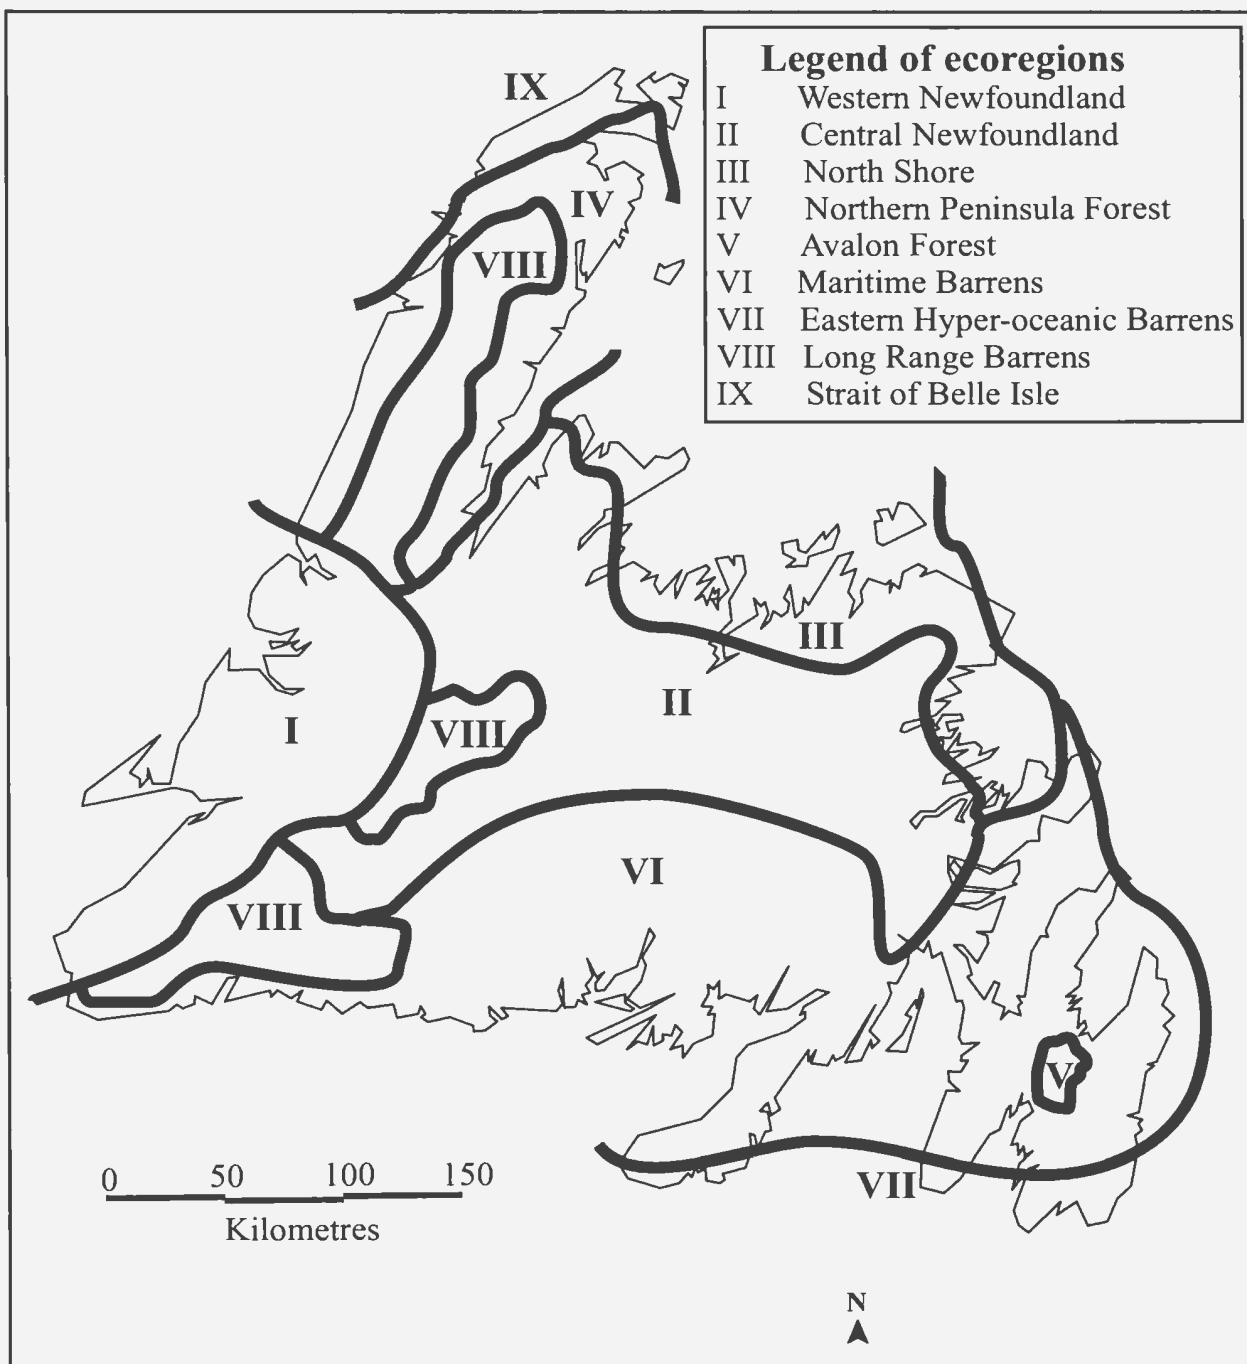 Legend of ecoregions
I Western Newfoundland
II Central Newfoundland
III North Shore
IV Northern Peninsula Forest
V Avalon Forest
VI Maritime Barrens
VII Eastern Hyper-oceanic Barrens
VIII Long Range Barrens
IX Strait of Belle Isle
IX
IV
VIII
III
II
I
VIII
VI
VIII
V
VII
0 50 100 150
Kilometres
N